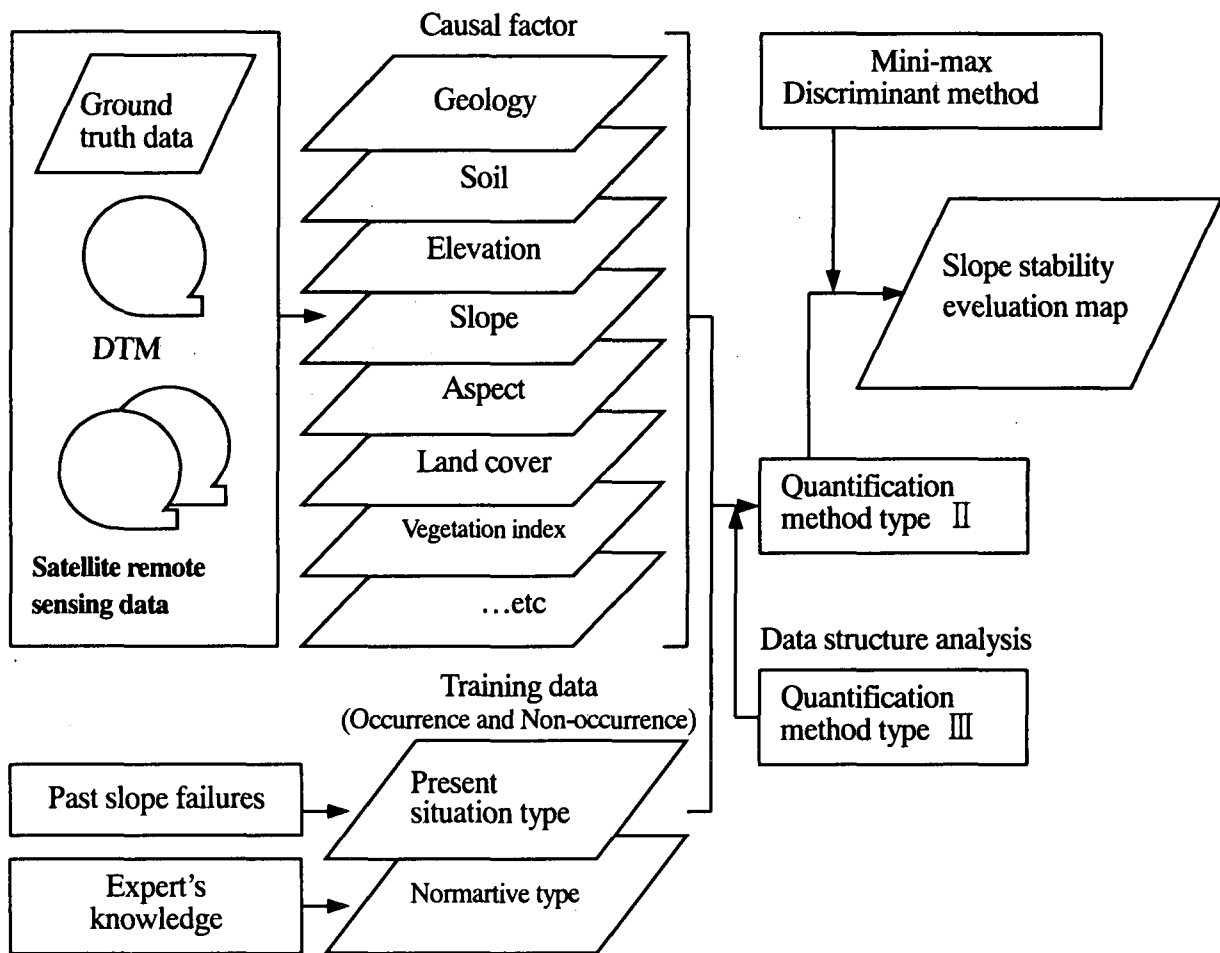 Ground
truth data
DTM
Satellite remote
sensing data
Causal factor
Geology
Soil
Elevation
Slope
Aspect
Land cover
Vegetation index
...etc
Training data
(Occurrence and Non-occurrence)
Past slope failures
Present
situation type
Expert's
knowledge
Normartive type
Mini-max
Discriminant method
Slope stability
eveluation map
Quantification
method type II
Data structure analysis
Quantification
method type III